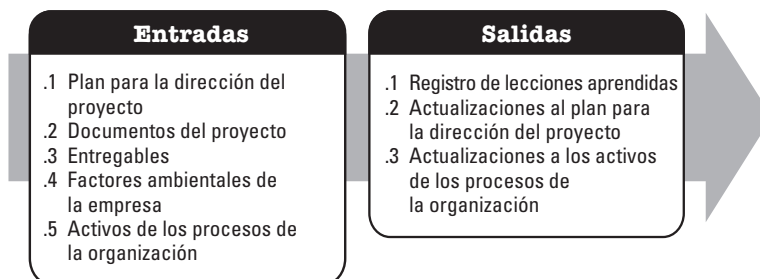 Entradas
.1 Plan para la dirección del
proyecto
.2 Documentos del proyecto
.3 Entregables
.4 Factores ambientales de
la empresa
.5 Activos de los procesos de
la organización
Salidas
.1 Registro de lecciones aprendidas
.2 Actualizaciones al plan para
la dirección del proyecto
.3 Actualizaciones a los activos
de los procesos de
la organización